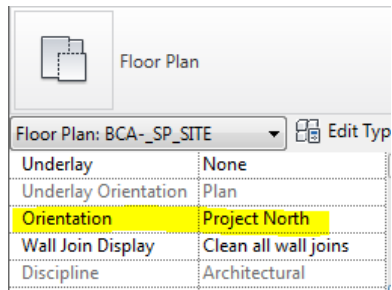 Floor Plan
Floor Plan: BCA-_SP_SITE Edit Typ
Underlay None
Underlay Orientation Plan
Orientation Project North
Wall Join Display Clean all wall joins
Discipline Architectural